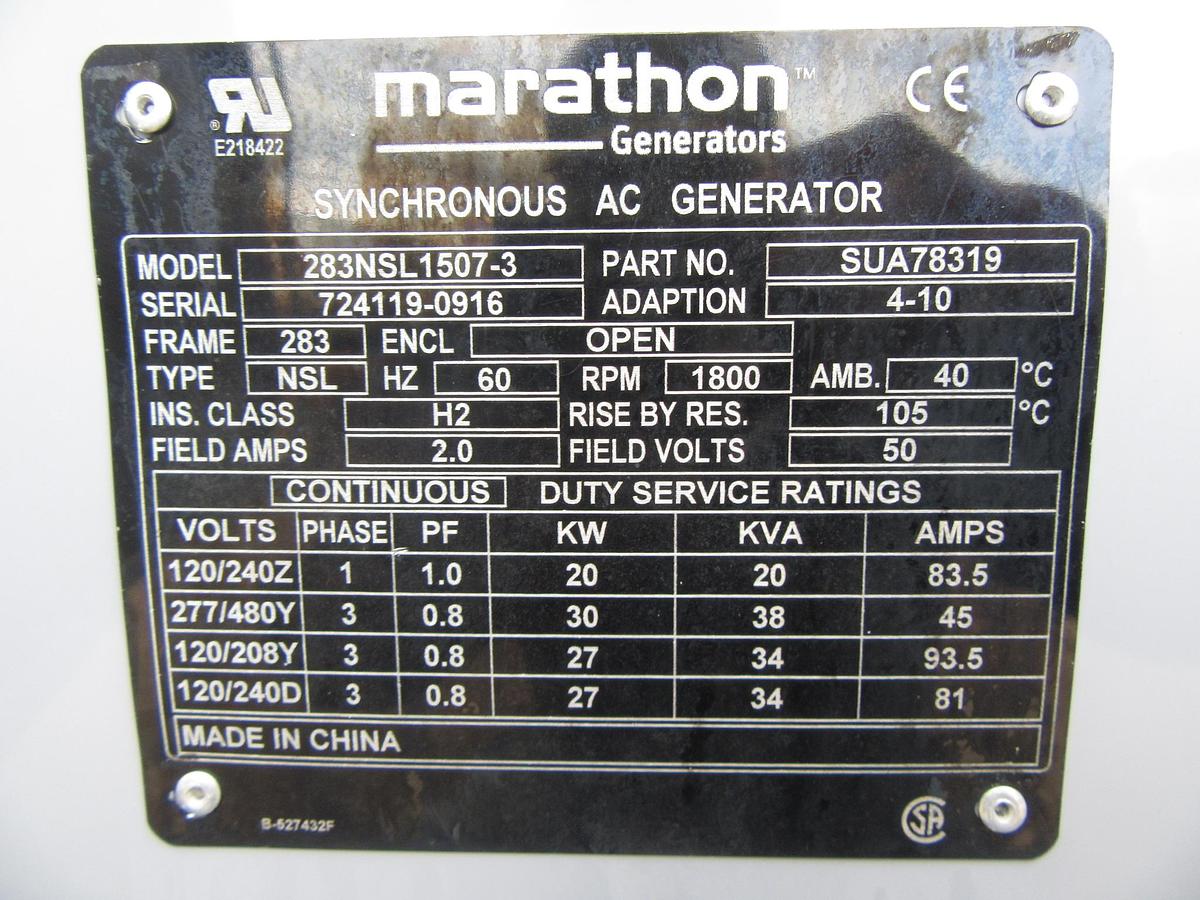 marathon™ CE
® RU
E218422 Generators
SYNCHRONOUS AC GENERATOR
MODEL 283NSL1507-3 PART NO. SUA78319
SERIAL 724119-0916 ADAPTION 4-10
FRAME 283 ENCL OPEN
TYPE NSL HZ 60 RPM 1800 AMB. 40 °C
INS. CLASS H2 RISE BY RES. 105 °C
FIELD AMPS 2.0 FIELD VOLTS 50
CONTINUOUS DUTY SERVICE RATINGS
VOLTS PHASE PF KW KVA AMPS
120/240Z 1 1.0 20 20 83.5
277/480Y 3 0.8 30 38 45
120/208Y 3 0.8 27 34 93.5
120/240D 3 0.8 27 34 81
MADE IN CHINA
B-527432F SA